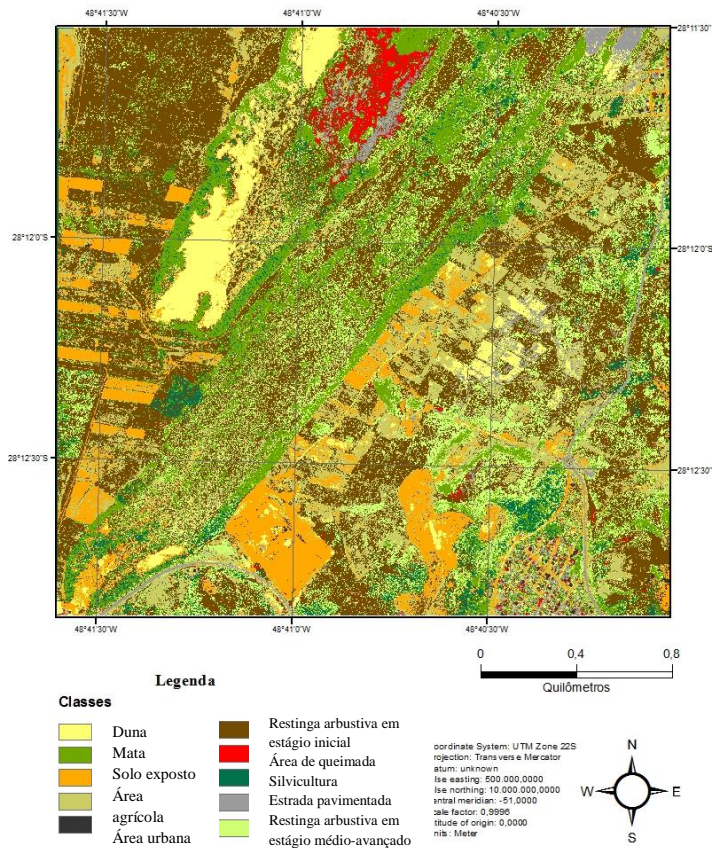 48°41'30"W 48°41'0"W 48°40'30"W
28°11'30"S
28°12'0"S 28°12'0"S
28°12'30"S 28°12'30"S
48°41'30"W 48°41'0"W 48°40'30"W
0 0,4 0,8
Quilômetros
Legenda
Classes
Duna
Mata
Solo exposto
Área
agrícola
Área urbana
Restinga arbustiva em
estágio inicial
Área de queimada
Silvicultura
Estrada pavimentada
Restinga arbustiva em
estágio médio-avançado
oordinate System: UTM Zone 22S
rojection: Transverse Mercator
atum: unknown
lse easting: 500.000,0000
lse northing: 10.000.000,0000
entral meridian: -51,0000
cale factor: 0,9996
titude of origin: 0,0000
nits: Meter
N
W E
S